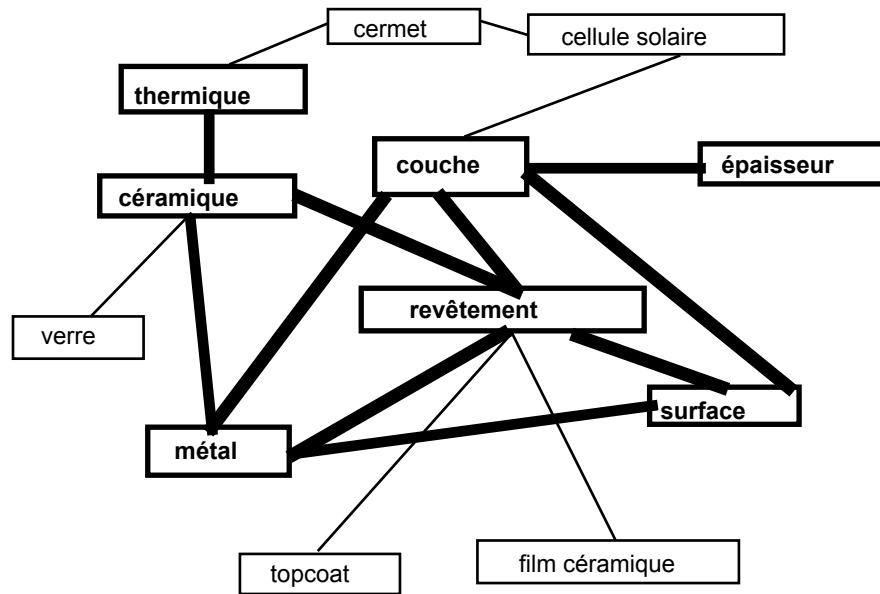 cermet
cellule solaire
thermique
couche
épaisseur
céramique
revêtement
verre
surface
métal
topcoat
film céramique